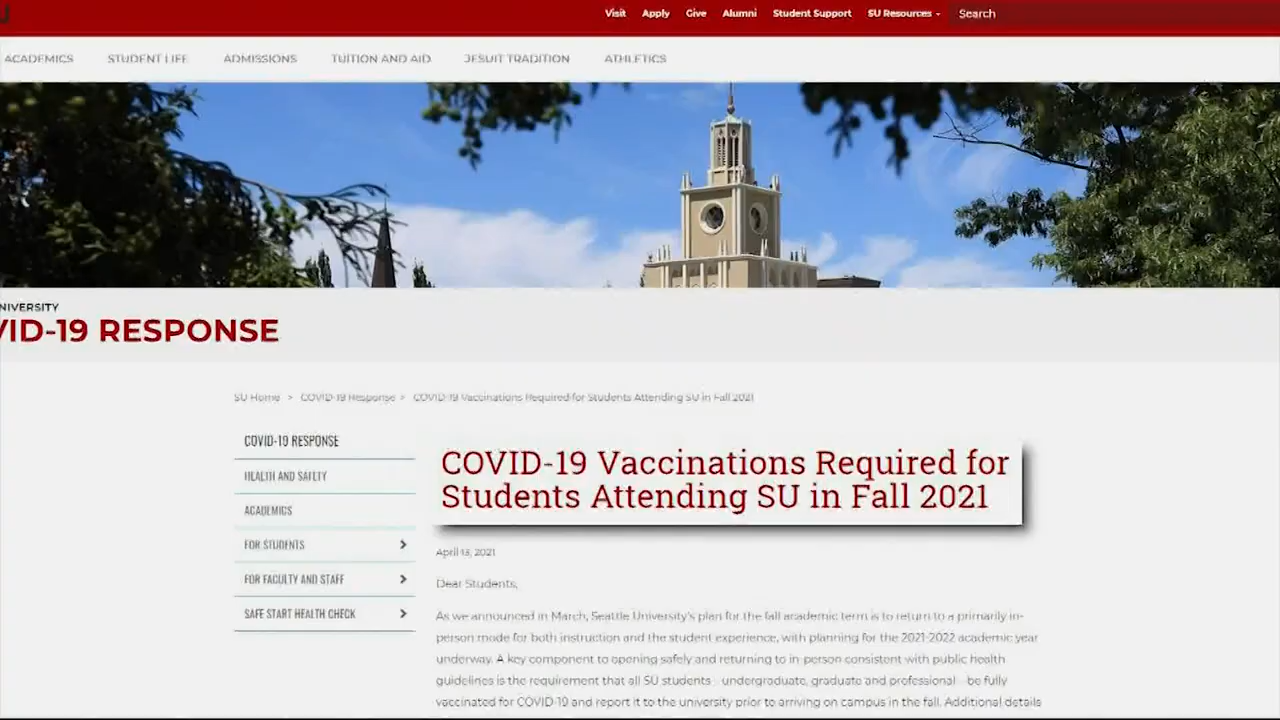 U
Visit Apply Give Alumni Student Support SU Resources Search
ACADEMICS STUDENT LIFE ADMISSIONS TUITION AND AID JESUIT TRADITION ATHLETICS
NIVERSITY
VID-19 RESPONSE
SU Home > COVID-19 Response > COVID-19 Vaccinations Required for Students Attending SU in Fall 2021
COVID-19 RESPONSE
HEALTH AND SAFETY
ACADEMICS
FOR STUDENTS
FOR FACULTY AND STAFF
SAFE START HEALTH CHECK
COVID-19 Vaccinations Required for
Students Attending SU in Fall 2021
April 13, 2021
Dear Students,
As we announced in March, Seattle University's plan for the fall academic term is to return to a primarily in-
person mode for both instruction and the student experience, with planning for the 2021-2022 academic year
underway. A key component to opening safely and returning to in-person consistent with public health
guidelines is the requirement that all SU students – undergraduate, graduate and professional – be fully
vaccinated for COVID-19 and report it to the university prior to arriving on campus in the fall. Additional details